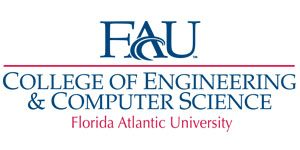 FAU
COLLEGE OF ENGINEERING
& COMPUTER SCIENCE
Florida Atlantic University